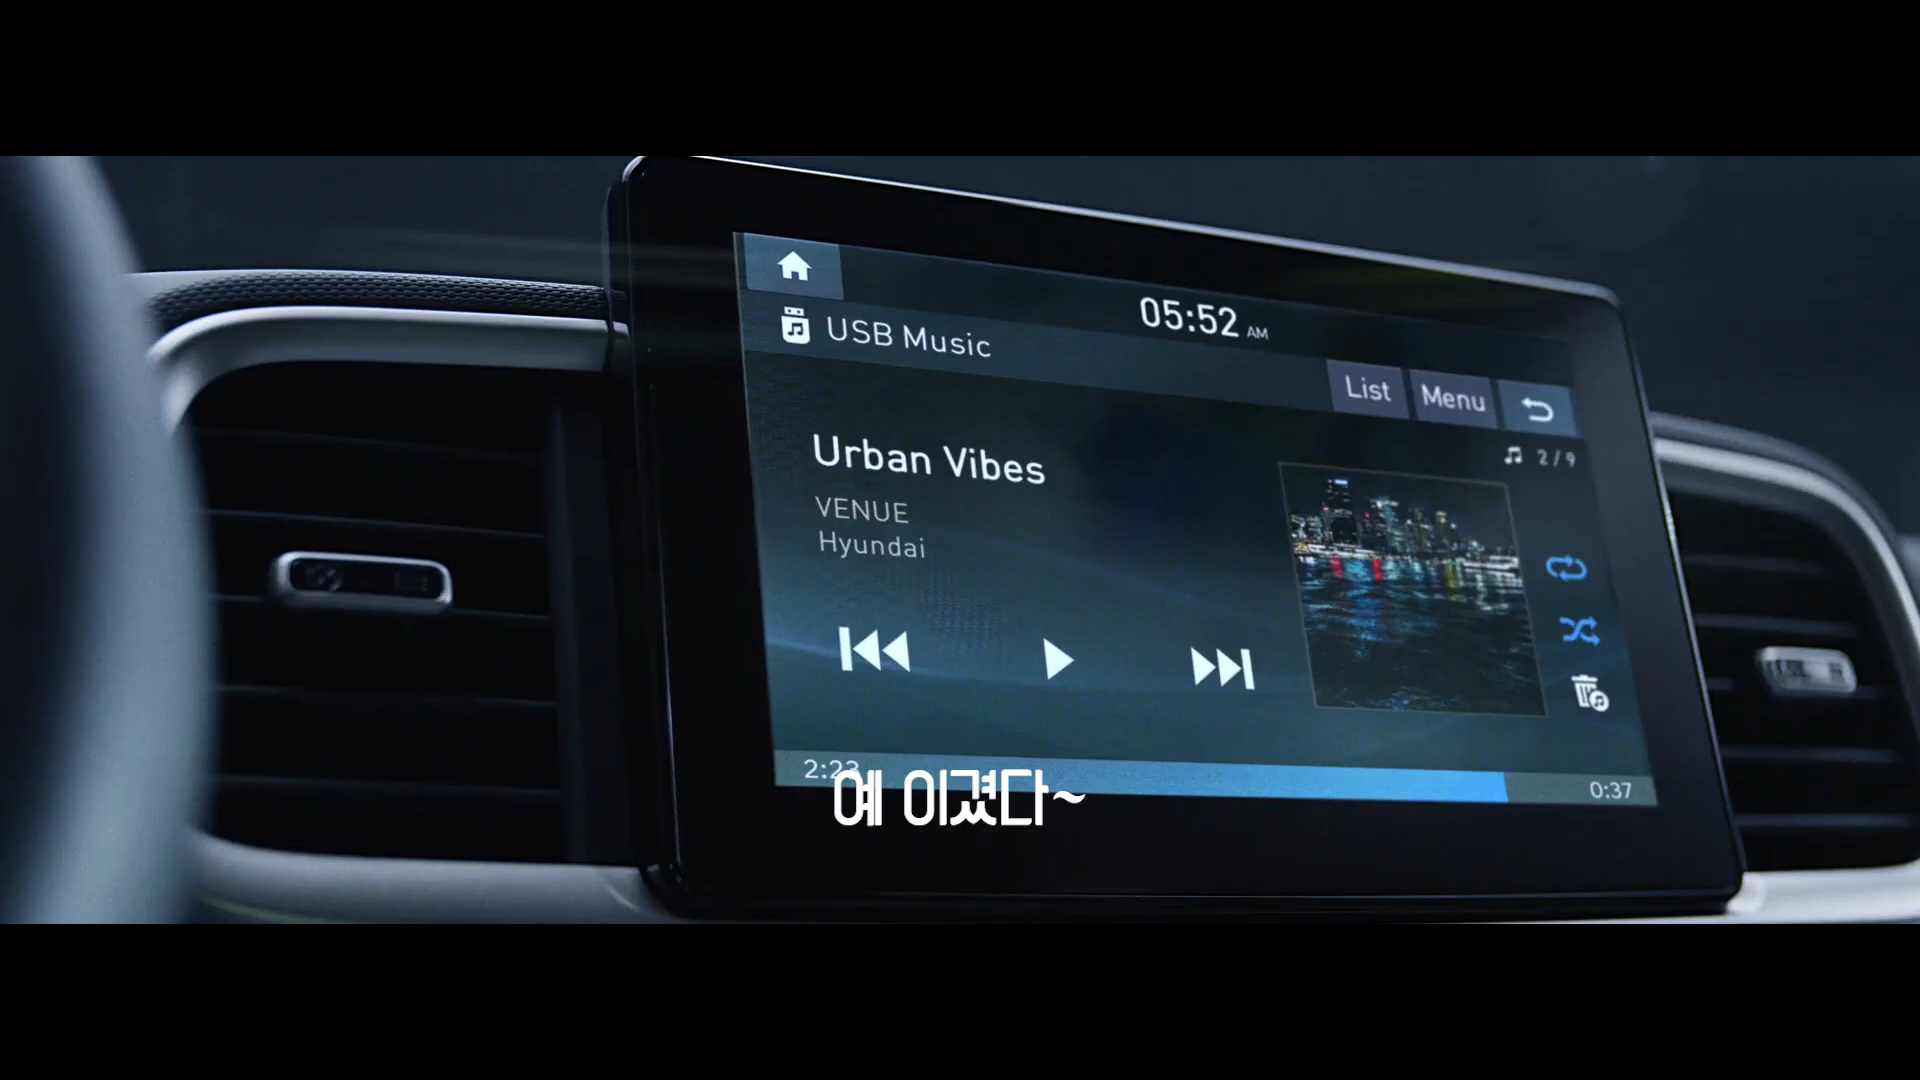 05:52 AM
USB Music
List
Menu
2/9
Urban Vibes
VENUE
Hyundai
2:23
0:37
예 이겼다~